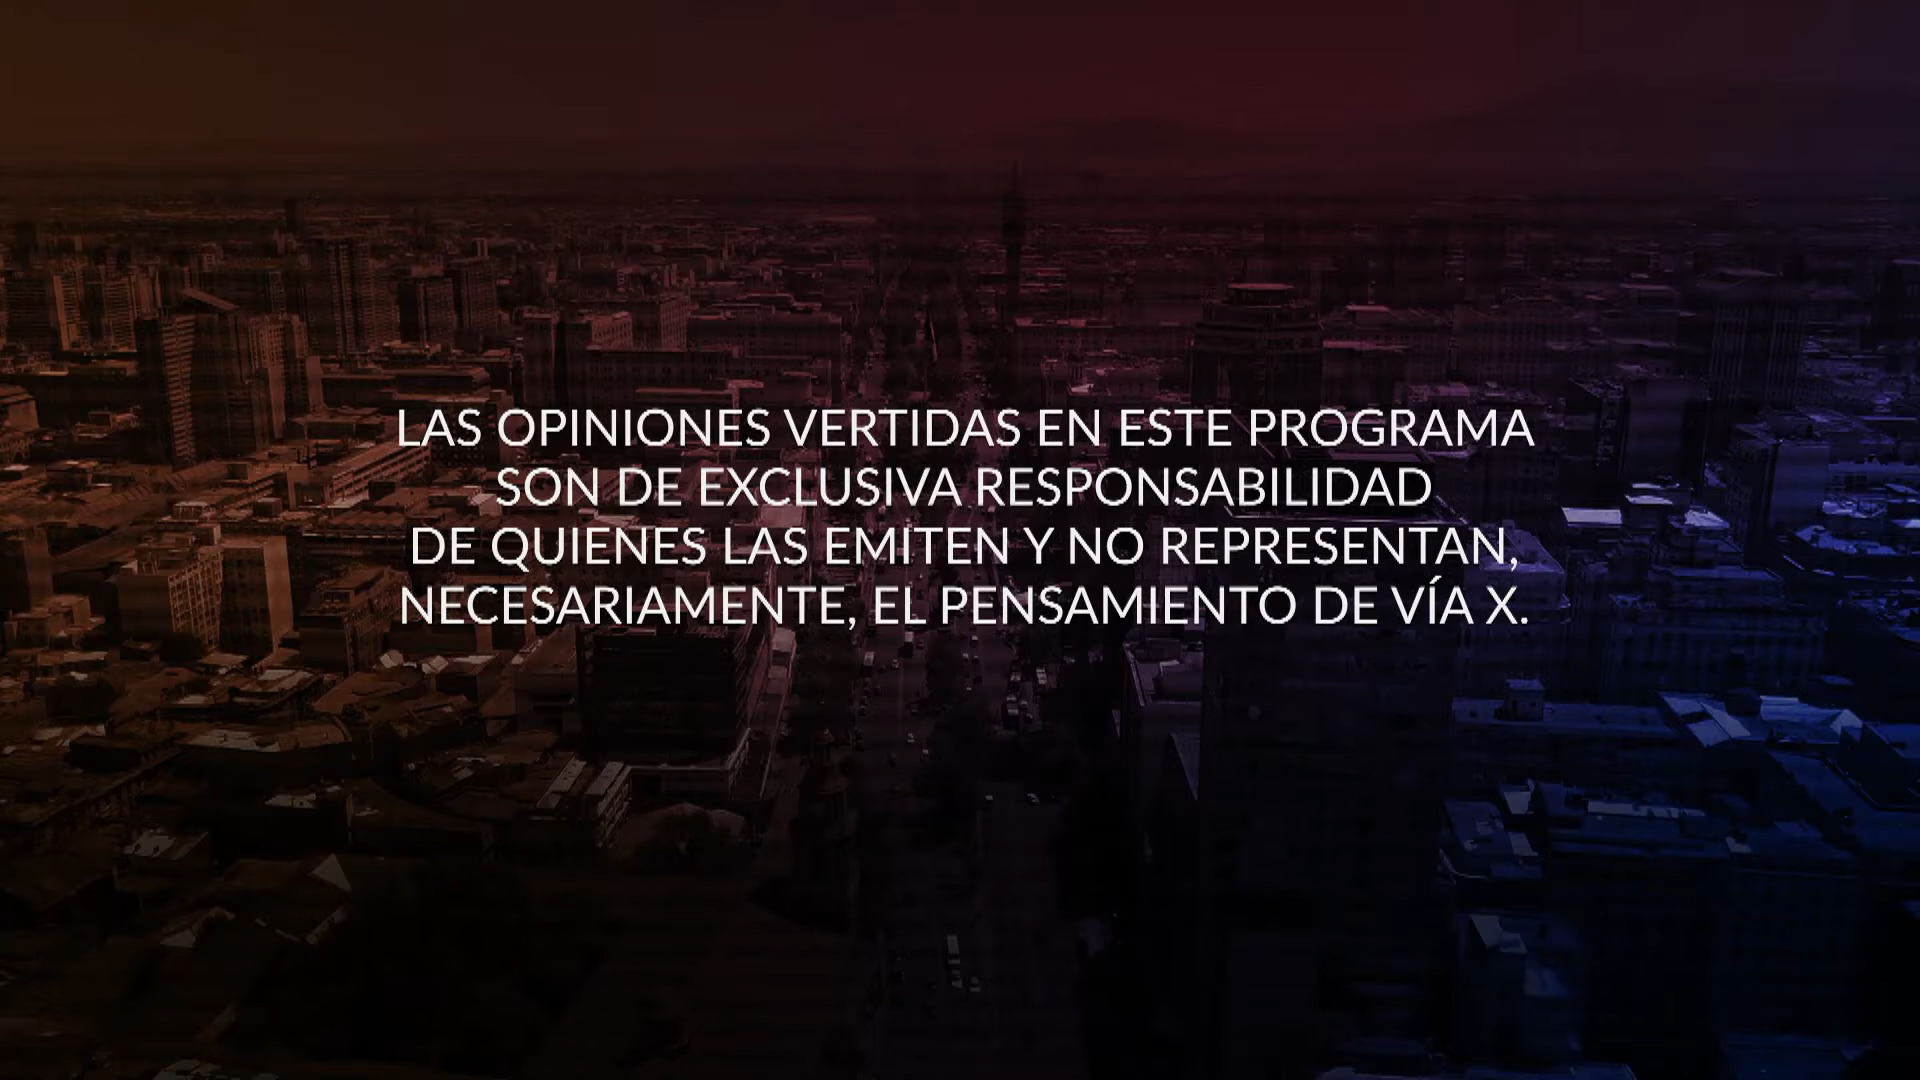 LAS OPINIONES VERTIDAS EN ESTE PROGRAMA
SON DE EXCLUSIVA RESPONSABILIDAD
DE QUIENES LAS EMITEN Y NO REPRESENTAN,
NECESARIAMENTE, EL PENSAMIENTO DE VÍA X.